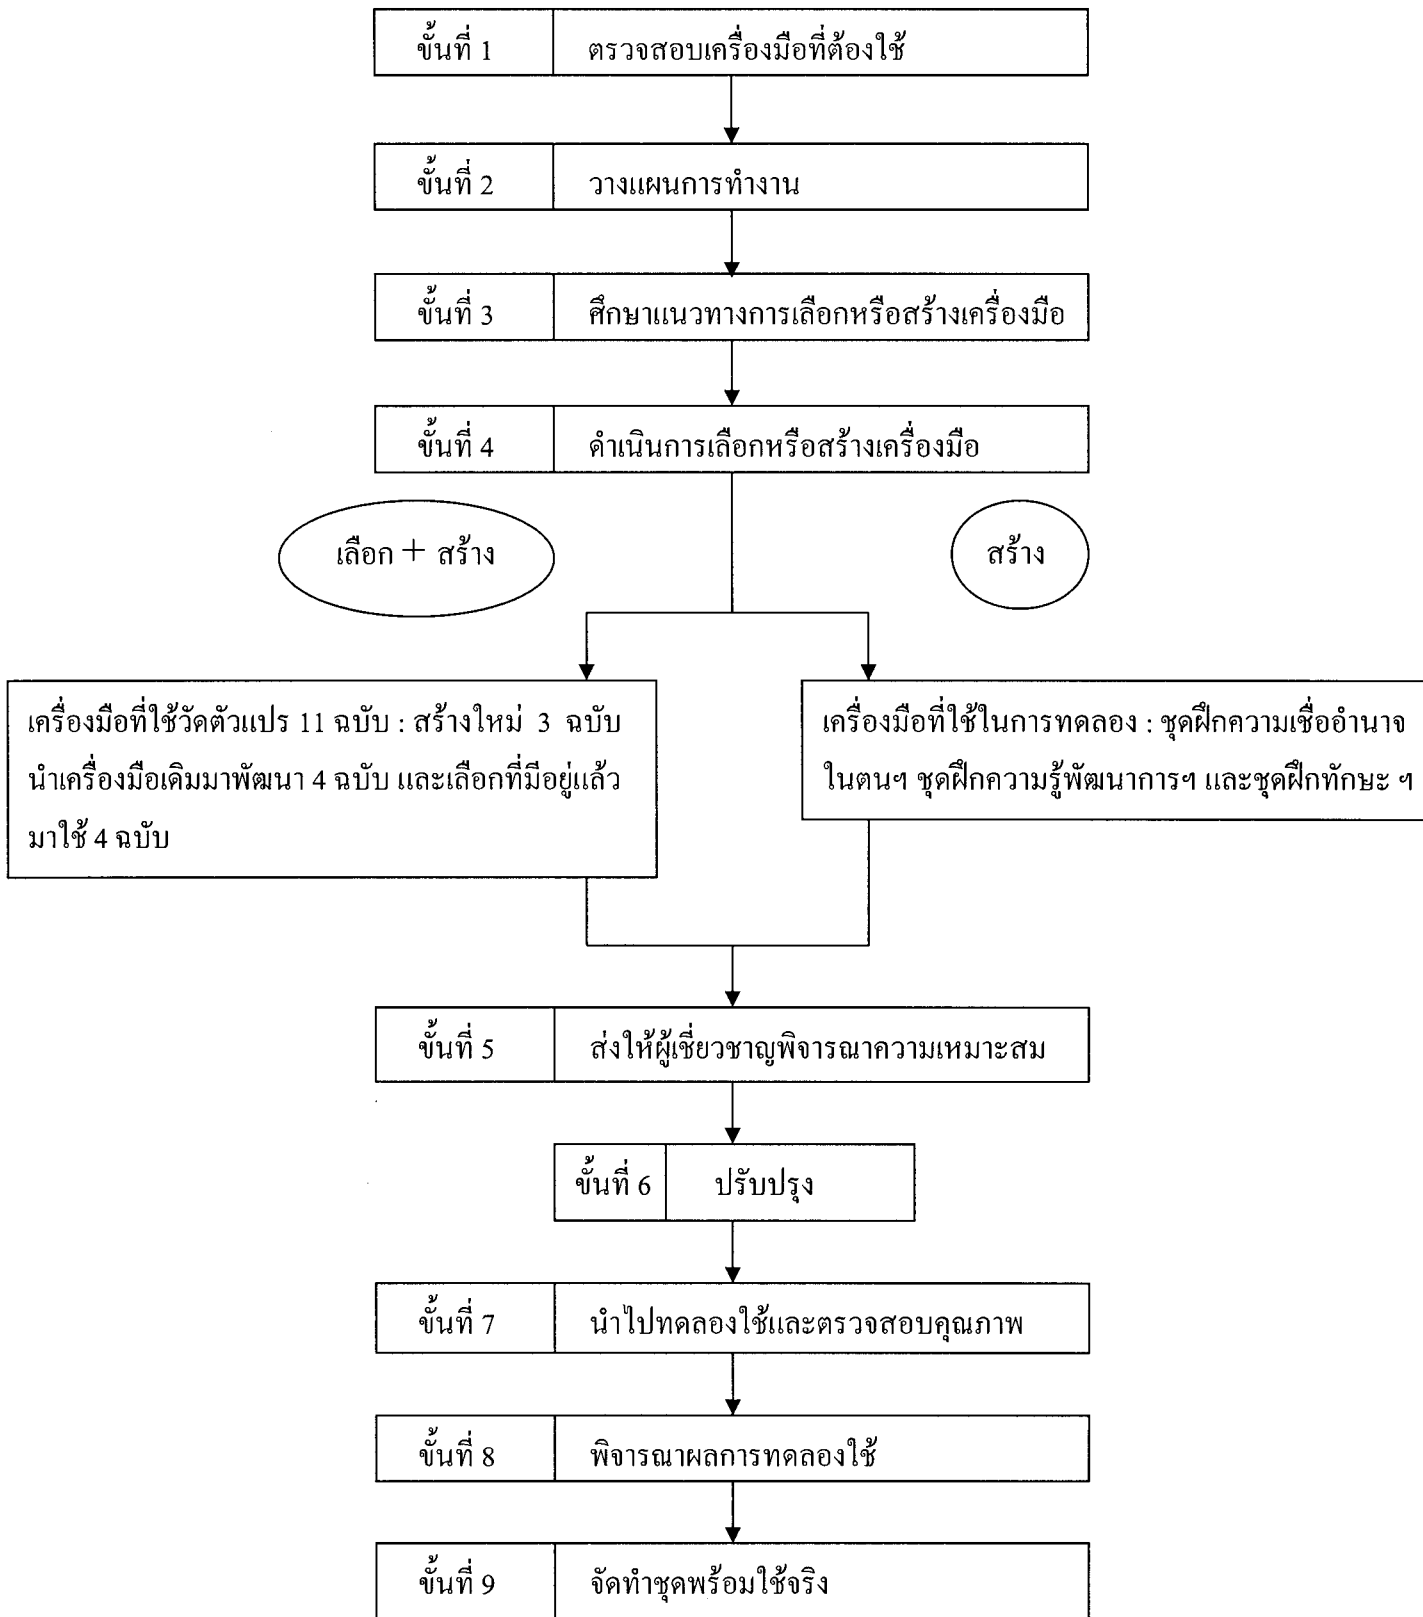 ขั้นที่ 1 ตรวจสอบเครื่องมือที่ต้องใช้
ขั้นที่ 2 วางแผนการทำงาน
ขั้นที่ 3 ศึกษาแนวทางการเลือกหรือสร้างเครื่องมือ
ขั้นที่ 4 ดำเนินการเลือกหรือสร้างเครื่องมือ
เลือก + สร้าง
สร้าง
เครื่องมือที่ใช้วัดตัวแปร 11 ฉบับ : สร้างใหม่ 3 ฉบับ
นำเครื่องมือเดิมมาพัฒนา 4 ฉบับ และเลือกที่มีอยู่แล้ว
มาใช้ 4 ฉบับ
เครื่องมือที่ใช้ในการทดลอง : ชุดฝึกความเชื่ออำนาจ
ในตนฯ ชุดฝึกความรู้พัฒนาการฯ และชุดฝึกทักษะ ฯ
ขั้นที่ 5 ส่งให้ผู้เชี่ยวชาญพิจารณาความเหมาะสม
ขั้นที่ 6 ปรับปรุง
ขั้นที่ 7 นำไปทดลองใช้และตรวจสอบคุณภาพ
ขั้นที่ 8 พิจารณาผลการทดลองใช้
ขั้นที่ 9 จัดทำชุดพร้อมใช้จริง